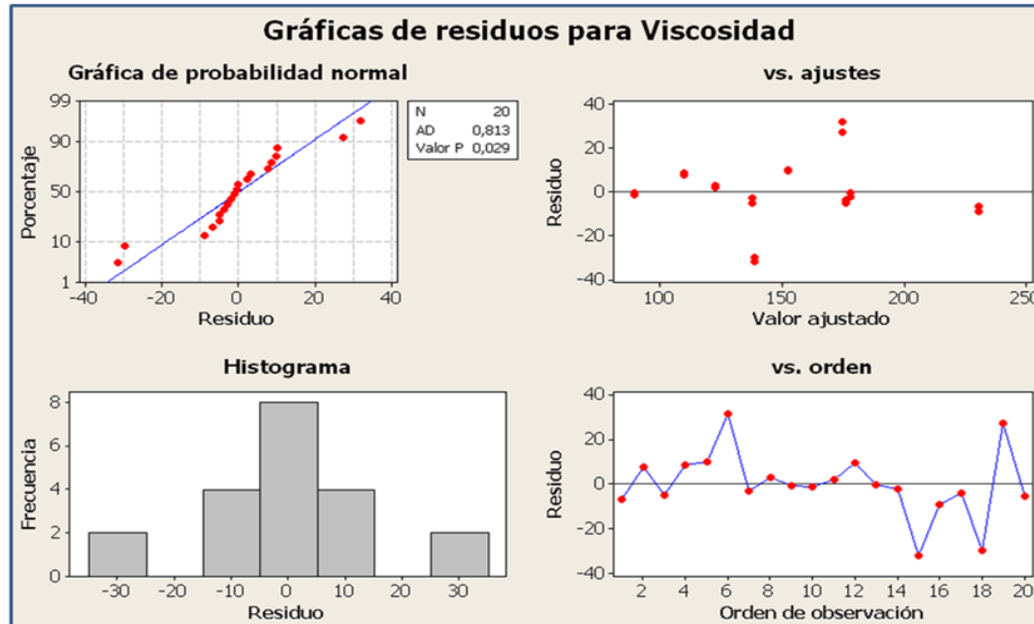 Gráficas de residuos para Viscosidad
Gráfica de probabilidad normal
99
90
50
10
1
Porcentaje
-40 -20 0 20 40
Residuo
N 20
AD 0,813
Valor P 0,029
vs. ajustes
40
20
0
-20
-40
Residuo
100 150 200 250
Valor ajustado
Histograma
8
6
4
2
0
Frecuencia
-30 -20 -10 0 10 20 30
Residuo
vs. orden
40
20
0
-20
-40
Residuo
2 4 6 8 10 12 14 16 18 20
Orden de observación